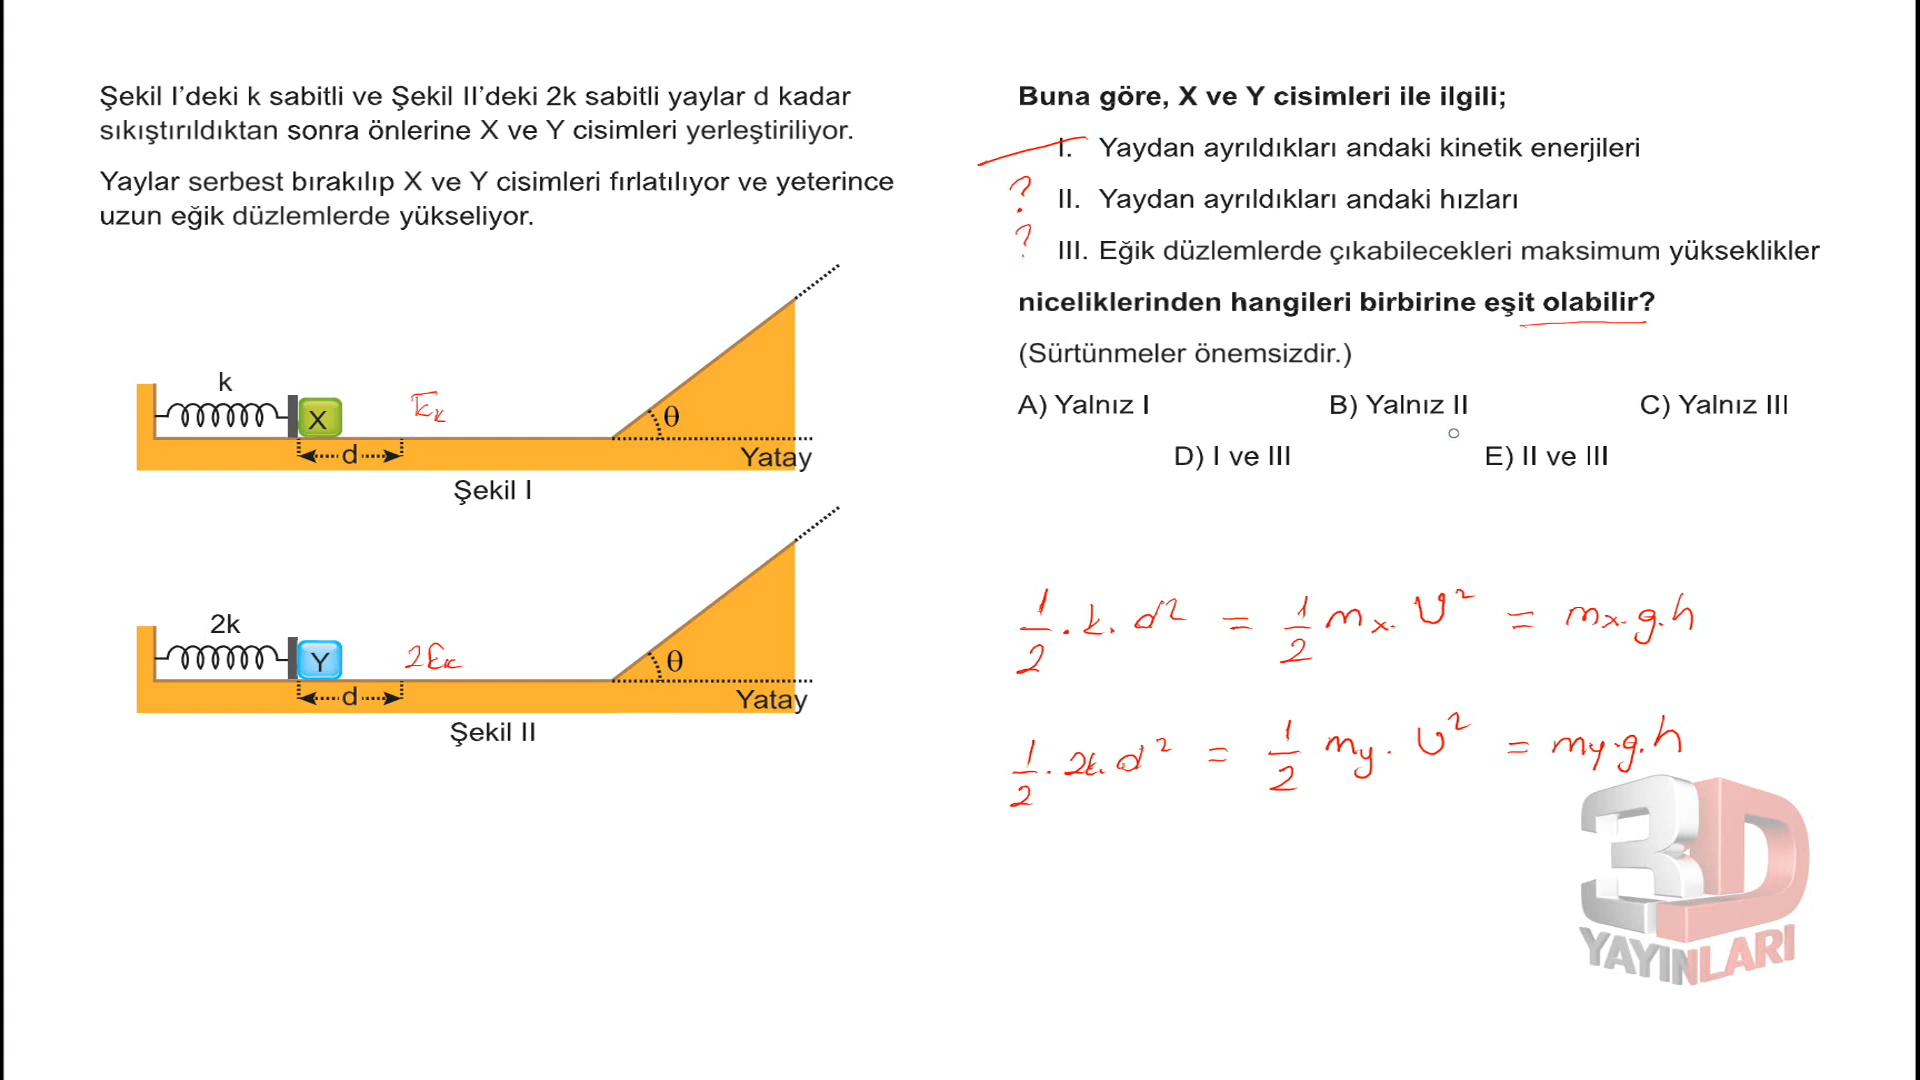 Şekil I'deki k sabitli ve Şekil II'deki 2k sabitli yaylar d kadar
sıkıştırıldıktan sonra önlerine X ve Y cisimleri yerleştiriliyor.
Yaylar serbest bırakılıp X ve Y cisimleri fırlatılıyor ve yeterince
uzun eğik düzlemlerde yükseliyor.
k
X
Eₖ
θ
d
Yatay
Şekil I
2k
Y
2Eₖ
θ
d
Yatay
Şekil II
Buna göre, X ve Y cisimleri ile ilgili;
I. Yaydan ayrıldıkları andaki kinetik enerjileri
? II. Yaydan ayrıldıkları andaki hızları
? III. Eğik düzlemlerde çıkabilecekleri maksimum yükseklikler
niceliklerinden hangileri birbirine eşit olabilir?
(Sürtünmeler önemsizdir.)
A) Yalnız I B) Yalnız II C) Yalnız III
D) I ve III E) II ve III
1/2 . k. d² = 1/2 mx. υ² = mx.g.h
1/2 . 2k. d² = 1/2 my . υ² = my.g.h
3D
YAYINLARI